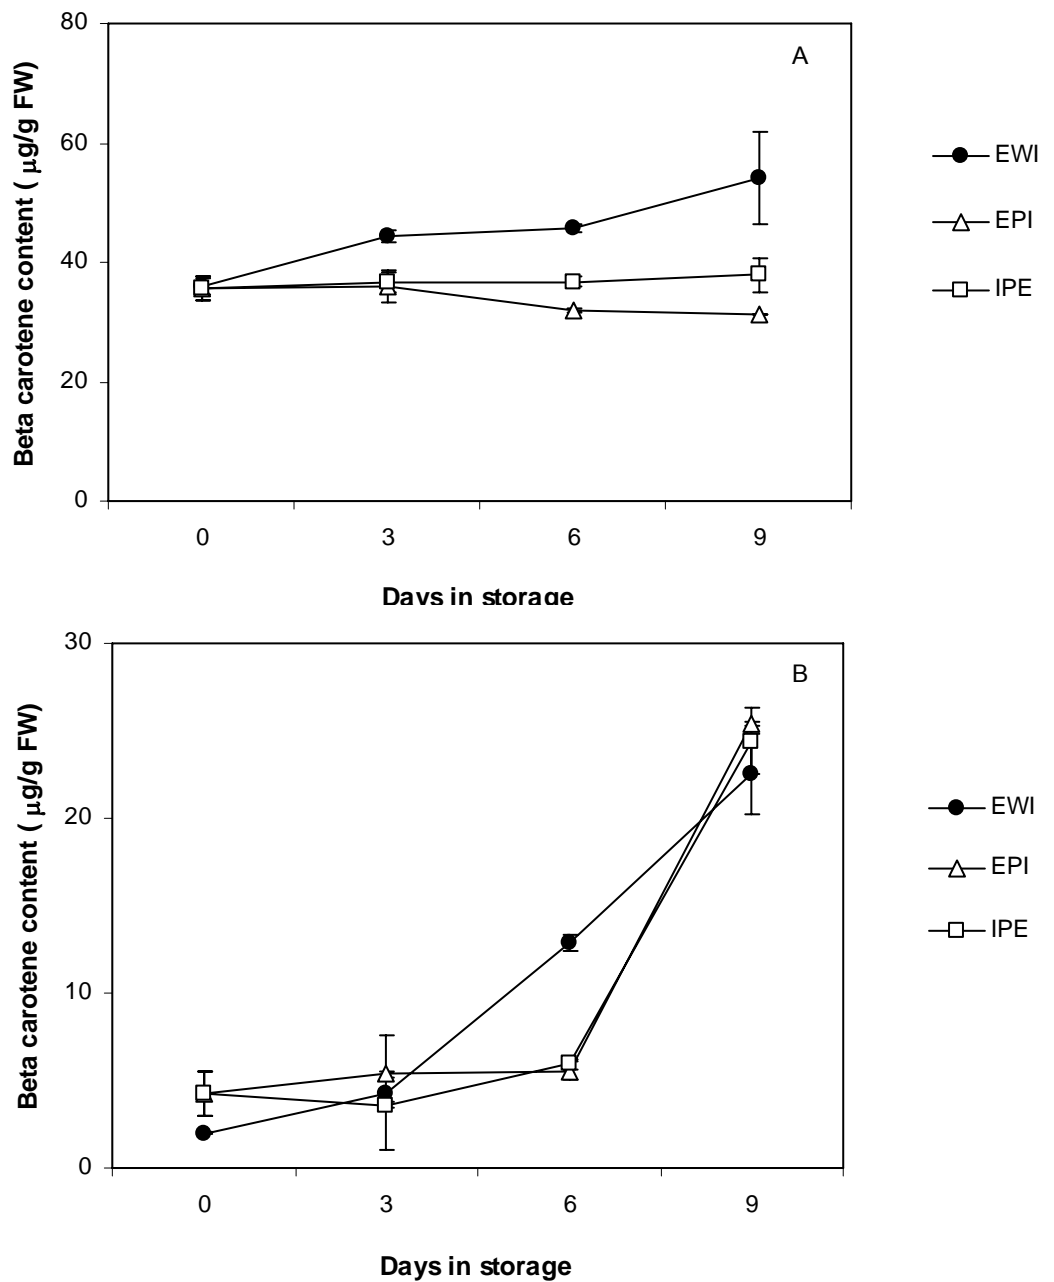 80
A
60
40
20
0
Beta carotene content ( μg/g FW)
0 3 6 9
Days in storage
EWI
EPI
IPE
30
B
20
10
0
Beta carotene content ( μg/g FW)
0 3 6 9
Days in storage
EWI
EPI
IPE